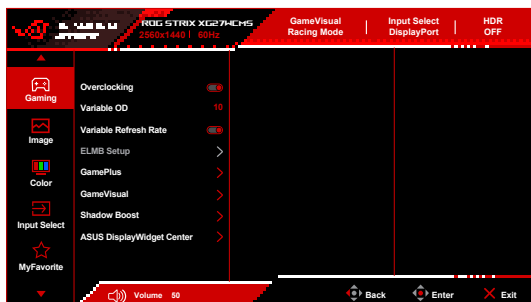 ROG STRIX XG27WCMS
2560x1440 | 60Hz
GameVisual
Racing Mode
Input Select
DisplayPort
HDR
OFF
Gaming
Image
Color
Input Select
MyFavorite
Overclocking
Variable OD 10
Variable Refresh Rate
ELMB Setup
GamePlus
GameVisual
Shadow Boost
ASUS DisplayWidget Center
Volume 50
Back
Enter
Exit